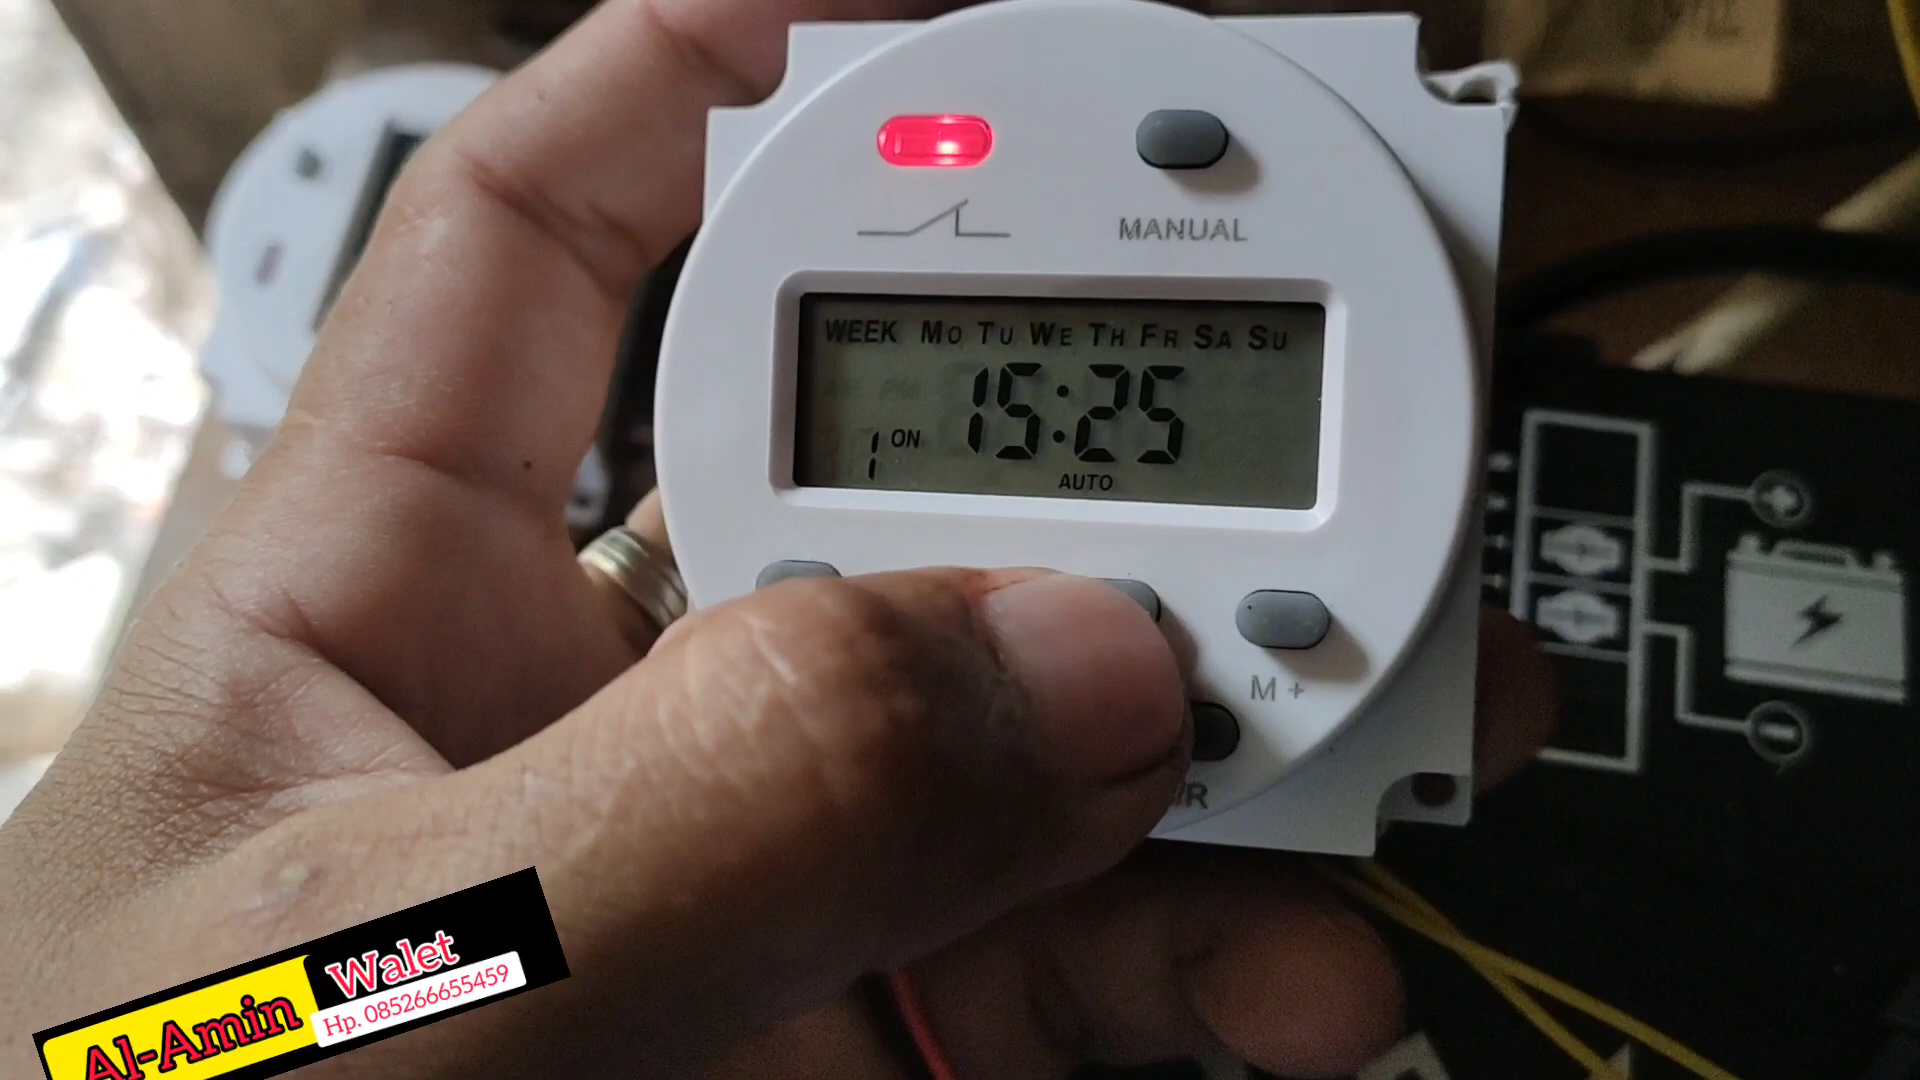 MANUAL
WEEK MO TU WE TH FR SA SU
15:25
1 ON
AUTO
M +
/R
Al-Amin
Walet
Hp. 085266655459